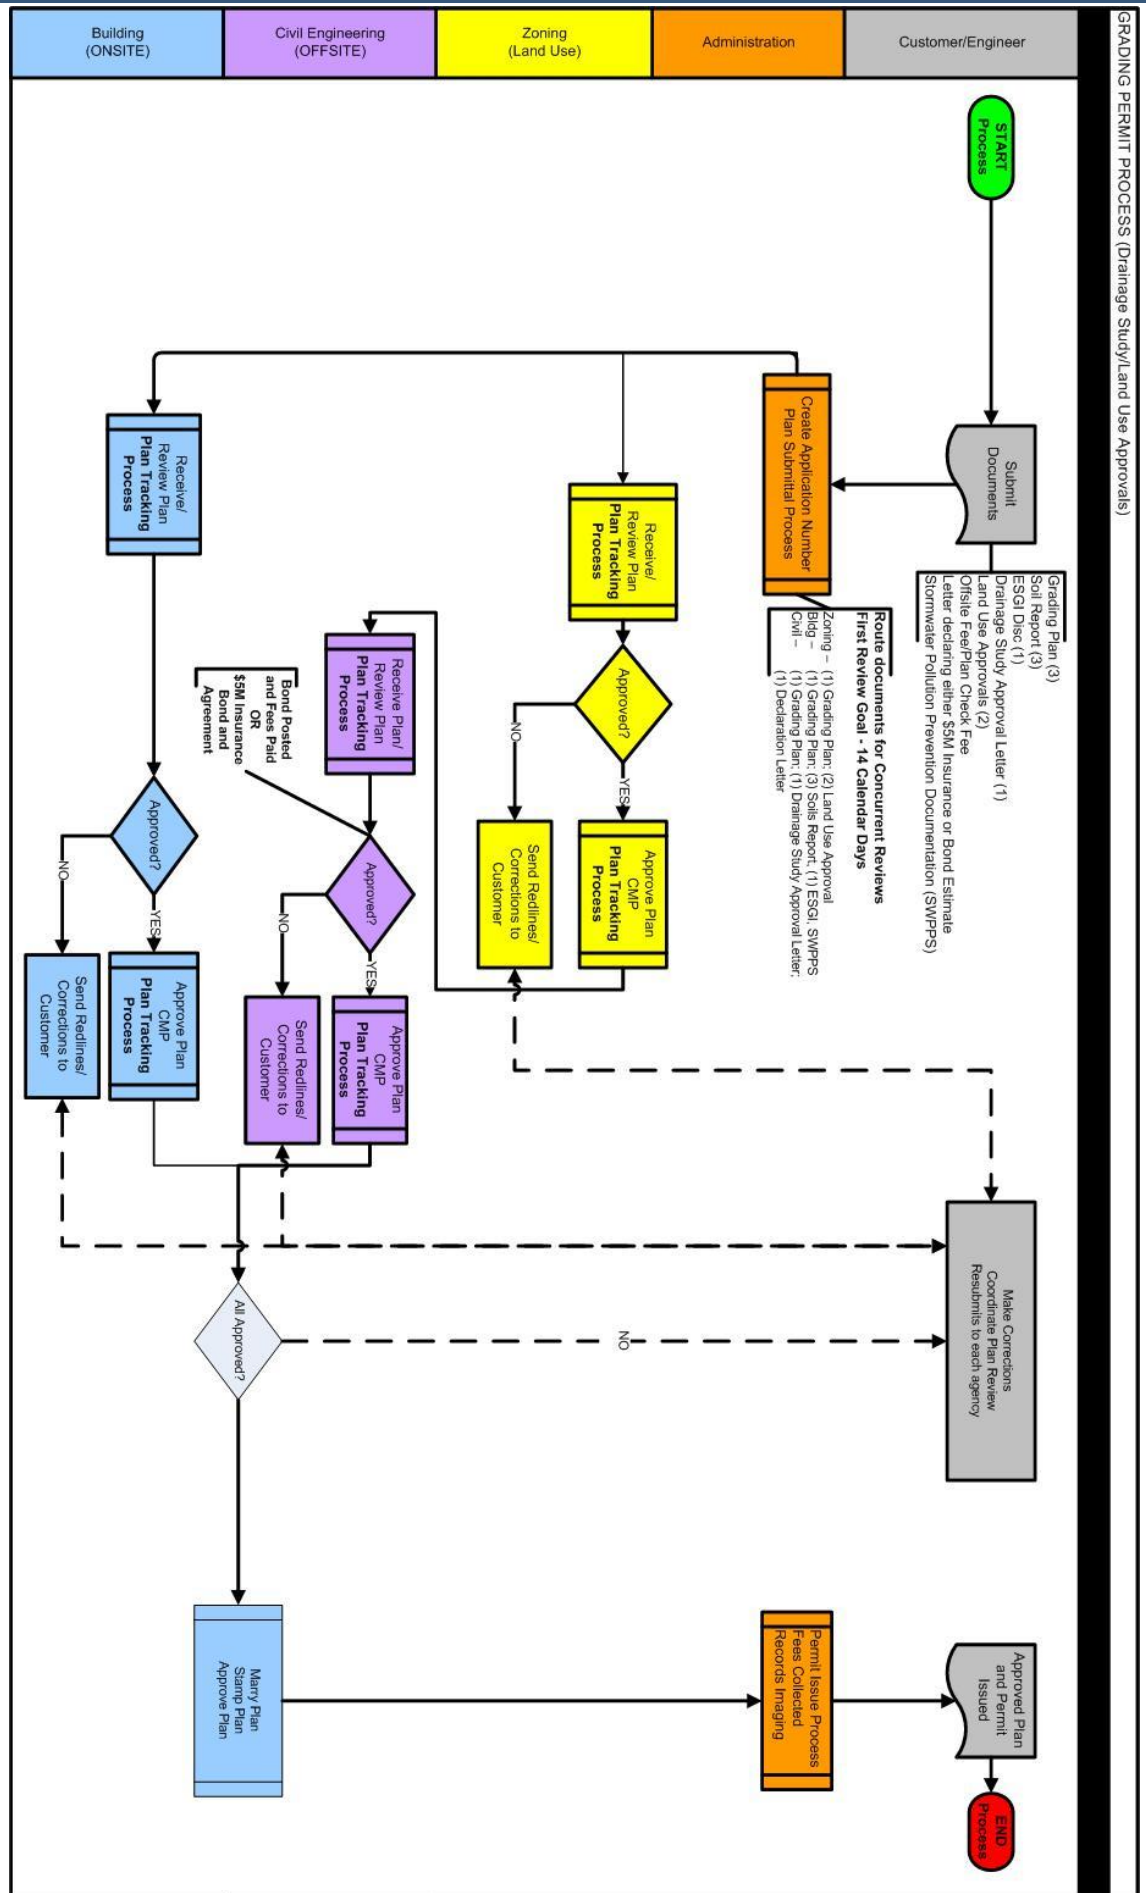 GRADING PERMIT PROCESS (Drainage Study/Land Use Approvals)
Customer/Engineer
START
Process
Submit
Documents
Grading Plan (3)
Soil Report (3)
ESGI Disc (1)
Drainage Study Approval Letter (1)
Land Use Approvals (2)
Offsite Fee/Plan Check Fee
Letter declaring either $5M Insurance or Bond Estimate
Stormwater Pollution Prevention Documentation (SWPPS)
Make Corrections
Coordinate Plan Review
Resubmits to each agency
Approved Plan
and Permit
Issued
END
Process
Administration
Create Application Number
Plan Submittal Process
Route documents for Concurrent Reviews
First Review Goal - 14 Calendar Days
Zoning – (1) Grading Plan; (2) Land Use Approval
Bldg – (1) Grading Plan; (3) Soils Report, (1) ESGI, SWPPS
Civil – (1) Grading Plan; (1) Drainage Study Approval Letter;
(1) Declaration Letter
Permit Issue Process
Fees Collected
Records Imaging
Zoning
(Land Use)
Receive/
Review Plan
Plan Tracking
Process
Approved?
YES
NO
Approve Plan
CMP
Plan Tracking
Process
Send Redlines/
Corrections to
Customer
NO
Civil Engineering
(OFFSITE)
Receive Plan/
Review Plan
Plan Tracking
Process
Bond Posted
and Fees Paid
OR
$5M Insurance
Bond and
Agreement
Approved?
YES
NO
Approve Plan
CMP
Plan Tracking
Process
Send Redlines/
Corrections to
Customer
All Approved?
Building
(ONSITE)
Receive/
Review Plan
Plan Tracking
Process
Approved?
YES
NO
Approve Plan
CMP
Plan Tracking
Process
Send Redlines/
Corrections to
Customer
Marry Plan
Stamp Plan
Approve Plan